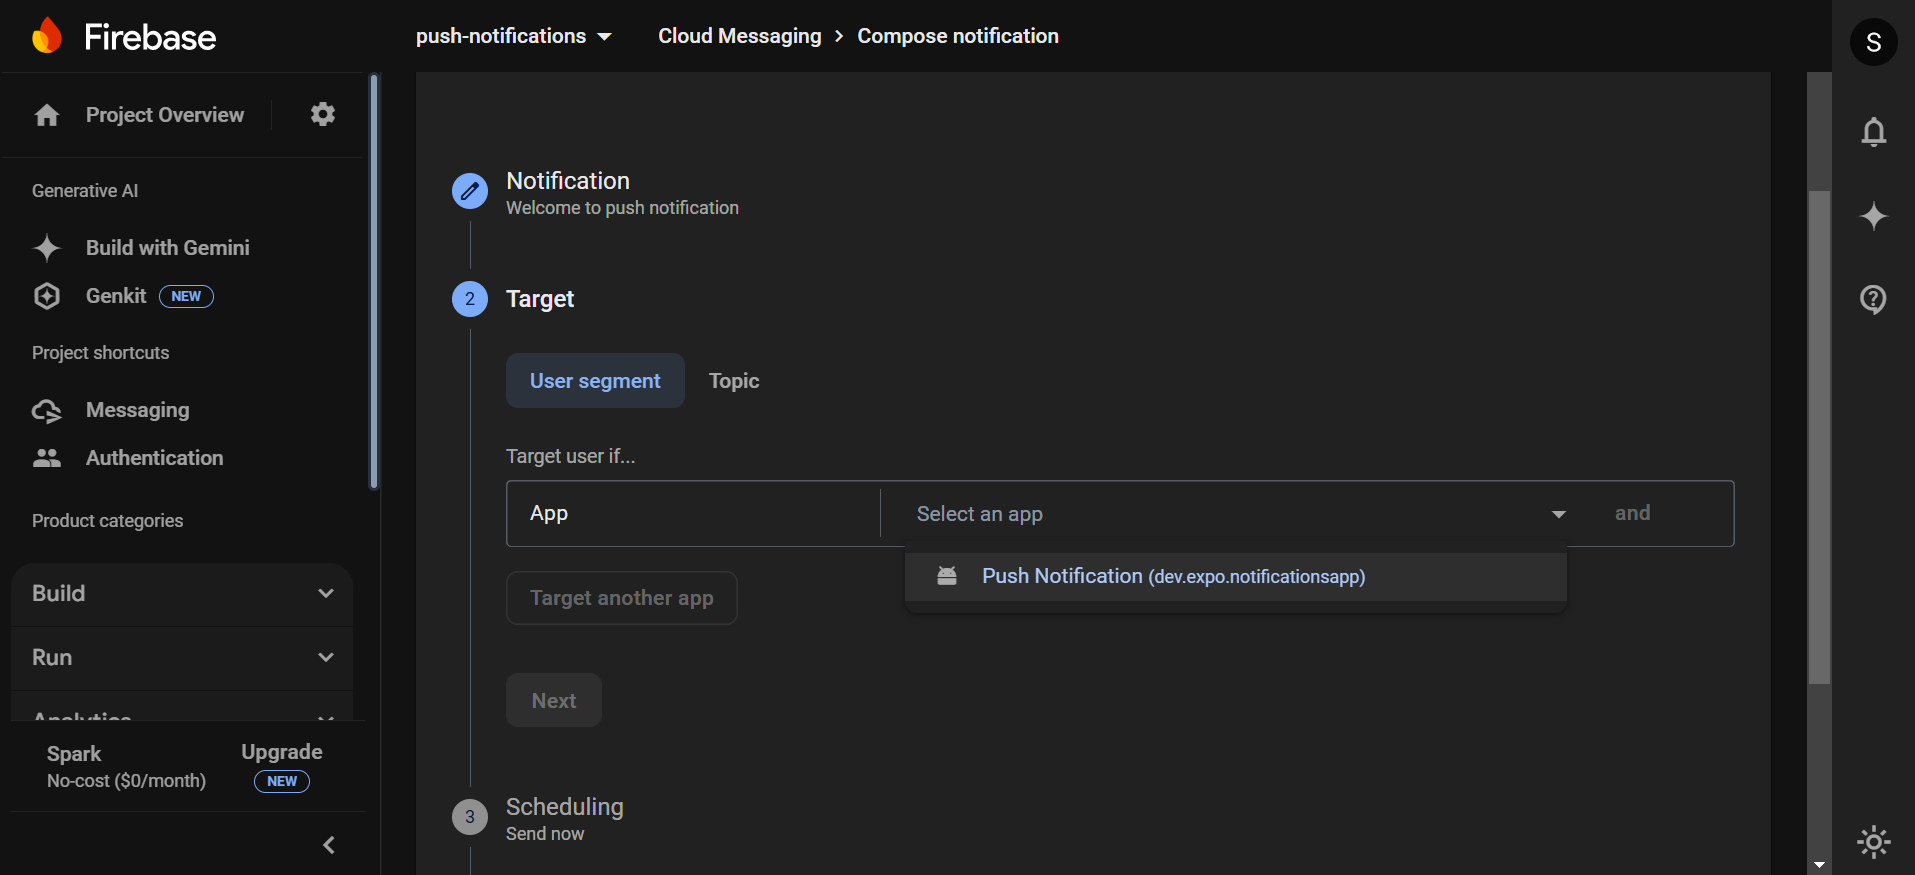 Firebase
push-notifications
Cloud Messaging > Compose notification
S
Project Overview
Generative AI
Build with Gemini
Genkit NEW
Project shortcuts
Messaging
Authentication
Product categories
Build
Run
Analytics
Spark
No-cost ($0/month)
Upgrade
NEW
Notification
Welcome to push notification
2 Target
User segment Topic
Target user if...
App Select an app and
Push Notification (dev.expo.notificationsapp)
Target another app
Next
3 Scheduling
Send now